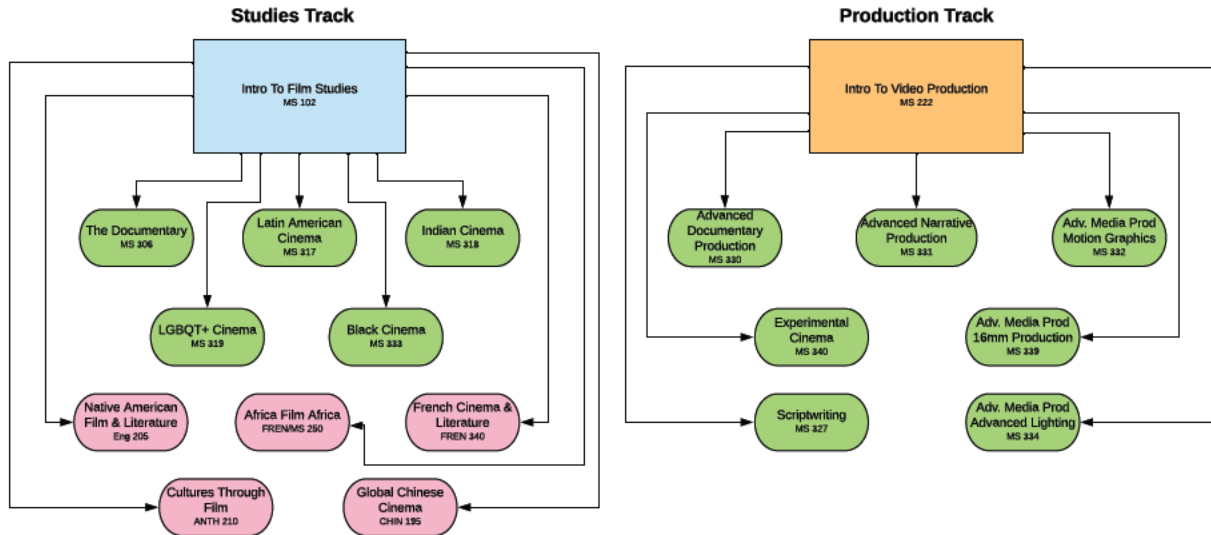 Studies Track
Production Track
Intro To Film Studies
MS 102
Intro To Video Production
MS 222
The Documentary
MS 306
Latin American
Cinema
MS 317
Indian Cinema
MS 318
Advanced
Documentary
Production
MS 330
Advanced Narrative
Production
MS 331
Adv. Media Prod
Motion Graphics
MS 332
LGBQT+ Cinema
MS 319
Black Cinema
MS 333
Experimental
Cinema
MS 340
Adv. Media Prod
16mm Production
MS 339
Native American
Film & Literature
Eng 205
Africa Film Africa
FREN/MS 250
French Cinema &
Literature
FREN 340
Scriptwriting
MS 327
Adv. Media Prod
Advanced Lighting
MS 334
Cultures Through
Film
ANTH 210
Global Chinese
Cinema
CHIN 195